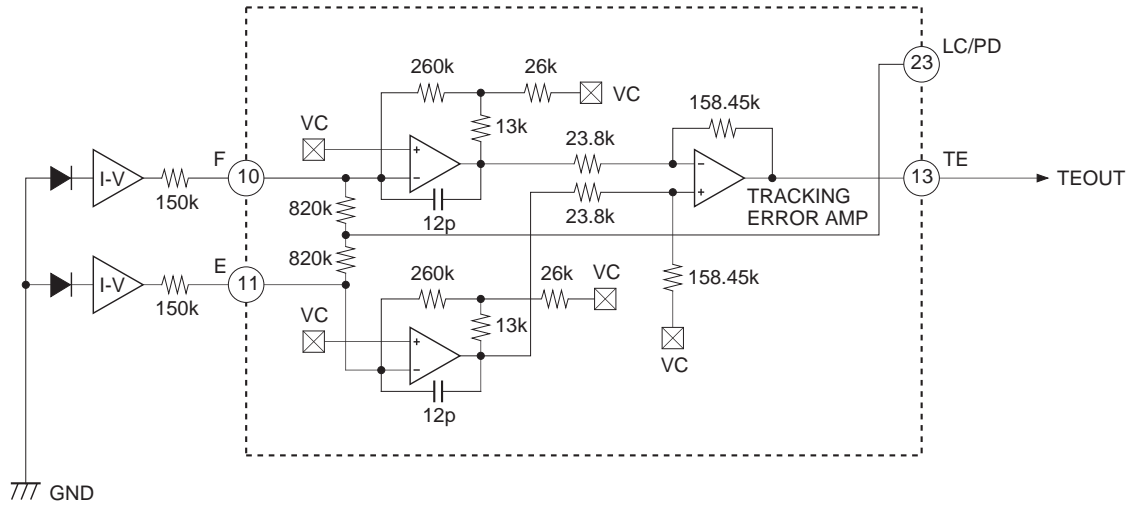 LC/PD
23
260k
26k
VC
158.45k
VC
13k
23.8k
F
10
I-V
150k
+
−
−
+
TE
13
TEOUT
820k
12p
23.8k
TRACKING
ERROR AMP
820k
E
11
I-V
150k
260k
26k
VC
158.45k
VC
13k
+
−
VC
12p
GND